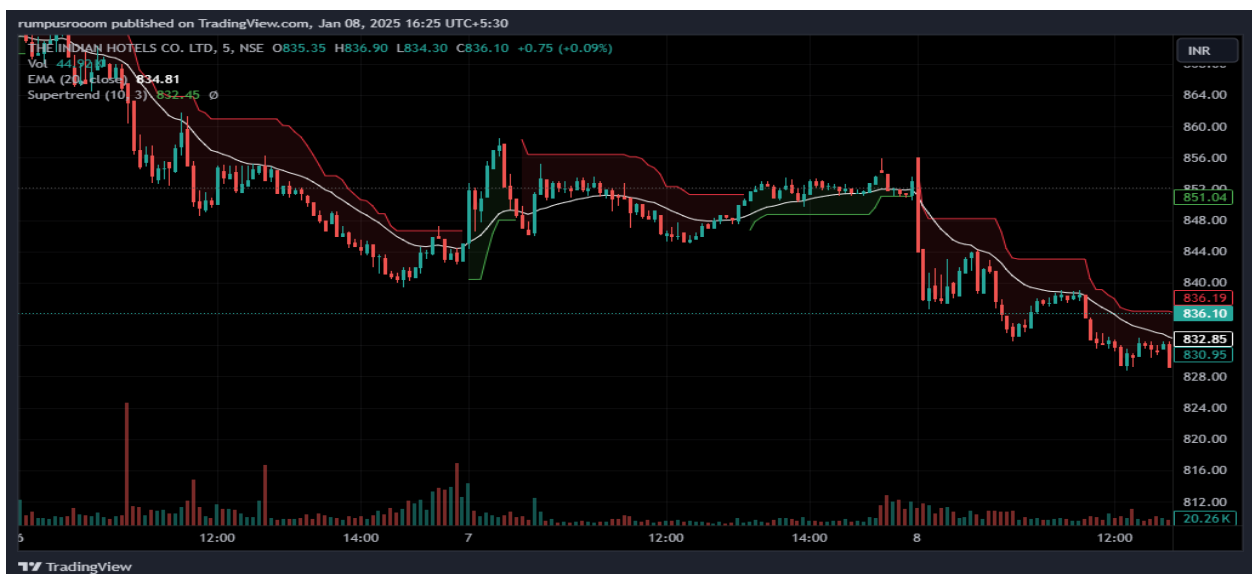 rumpusrooom published on TradingView.com, Jan 08, 2025 16:25 UTC+5:30
THE INDIAN HOTELS CO. LTD, 5, NSE O835.35 H836.90 L834.30 C836.10 +0.75 (+0.09%)
INR
Vol
EMA (20, close) 834.81
Supertrend (10, 3) 832.45 Ø
864.00
860.00
856.00
852.00
851.04
848.00
844.00
840.00
836.19
836.10
832.85
830.95
828.00
824.00
820.00
816.00
812.00
20.26 K
6 12:00 14:00 7 12:00 14:00 8 12:00
TradingView